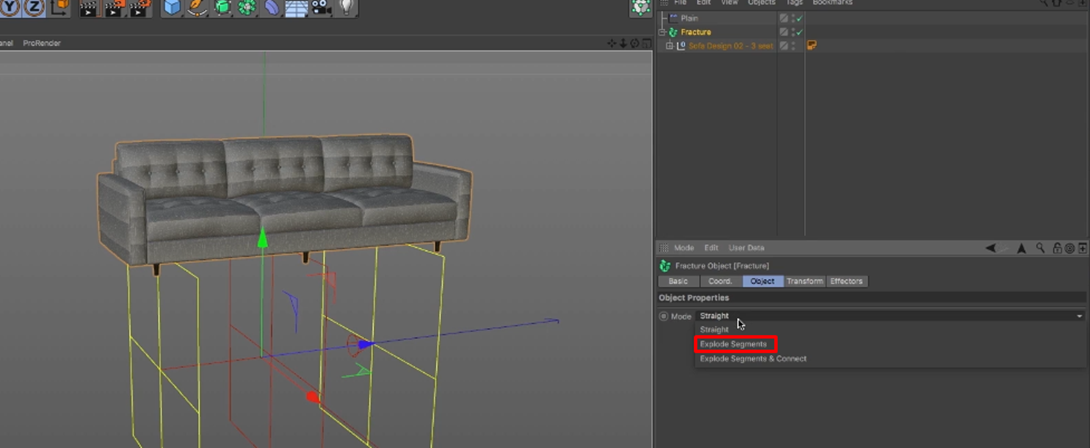 Y Z
File Edit View Objects Tags Bookmarks
anel ProRender
Plain
Fracture
Sofa Design 02 - 3 seat
Mode Edit User Data
Fracture Object [Fracture]
Basic Coord. Object Transform Effectors
Object Properties
Mode Straight
Straight
Explode Segments
Explode Segments & Connect